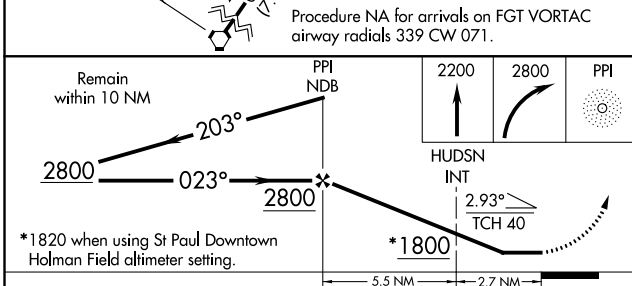 Procedure NA for arrivals on FGT VORTAC
airway radials 339 CW 071.
Remain
within 10 NM
PPI
NDB
2200
2800
PPI
203°
HUDSN
INT
2800
023°
2800
2.93°
TCH 40
*1800
*1820 when using St Paul Downtown
Holman Field altimeter setting.
5.5 NM
2.7 NM